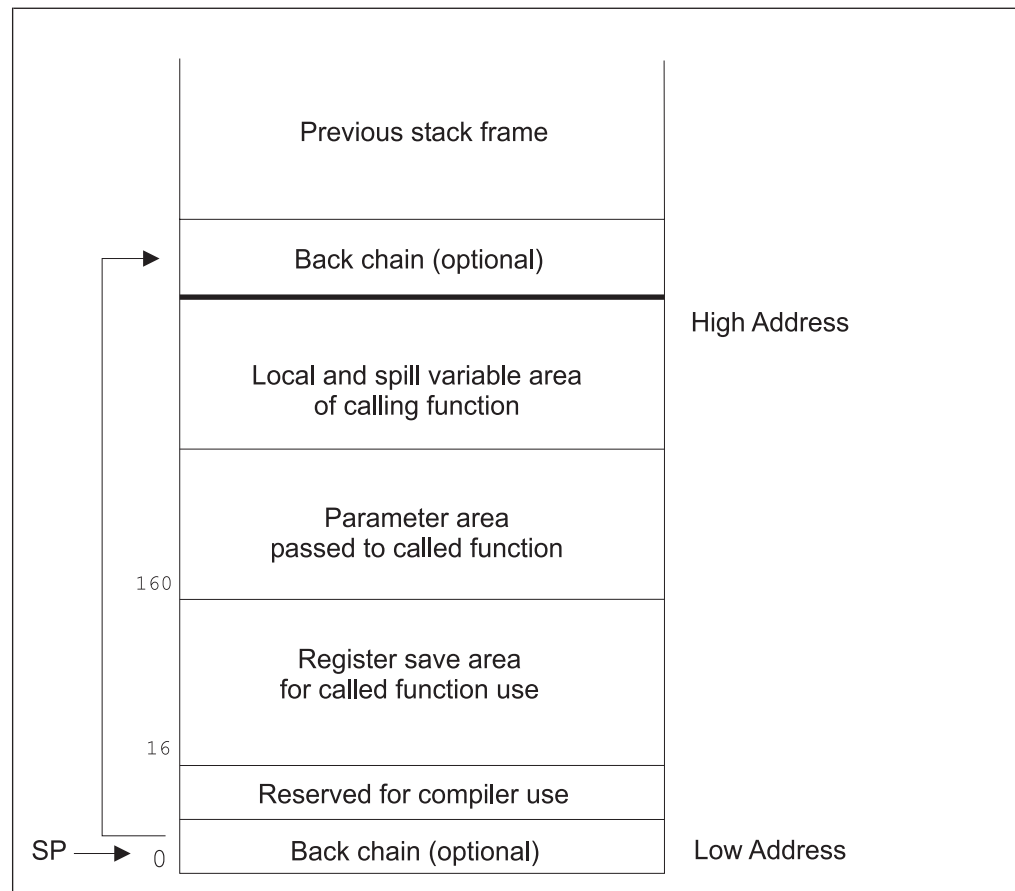 Previous stack frame
Back chain (optional)
High Address
Local and spill variable area
of calling function
Parameter area
passed to called function
160
Register save area
for called function use
16
Reserved for compiler use
SP
0
Back chain (optional)
Low Address